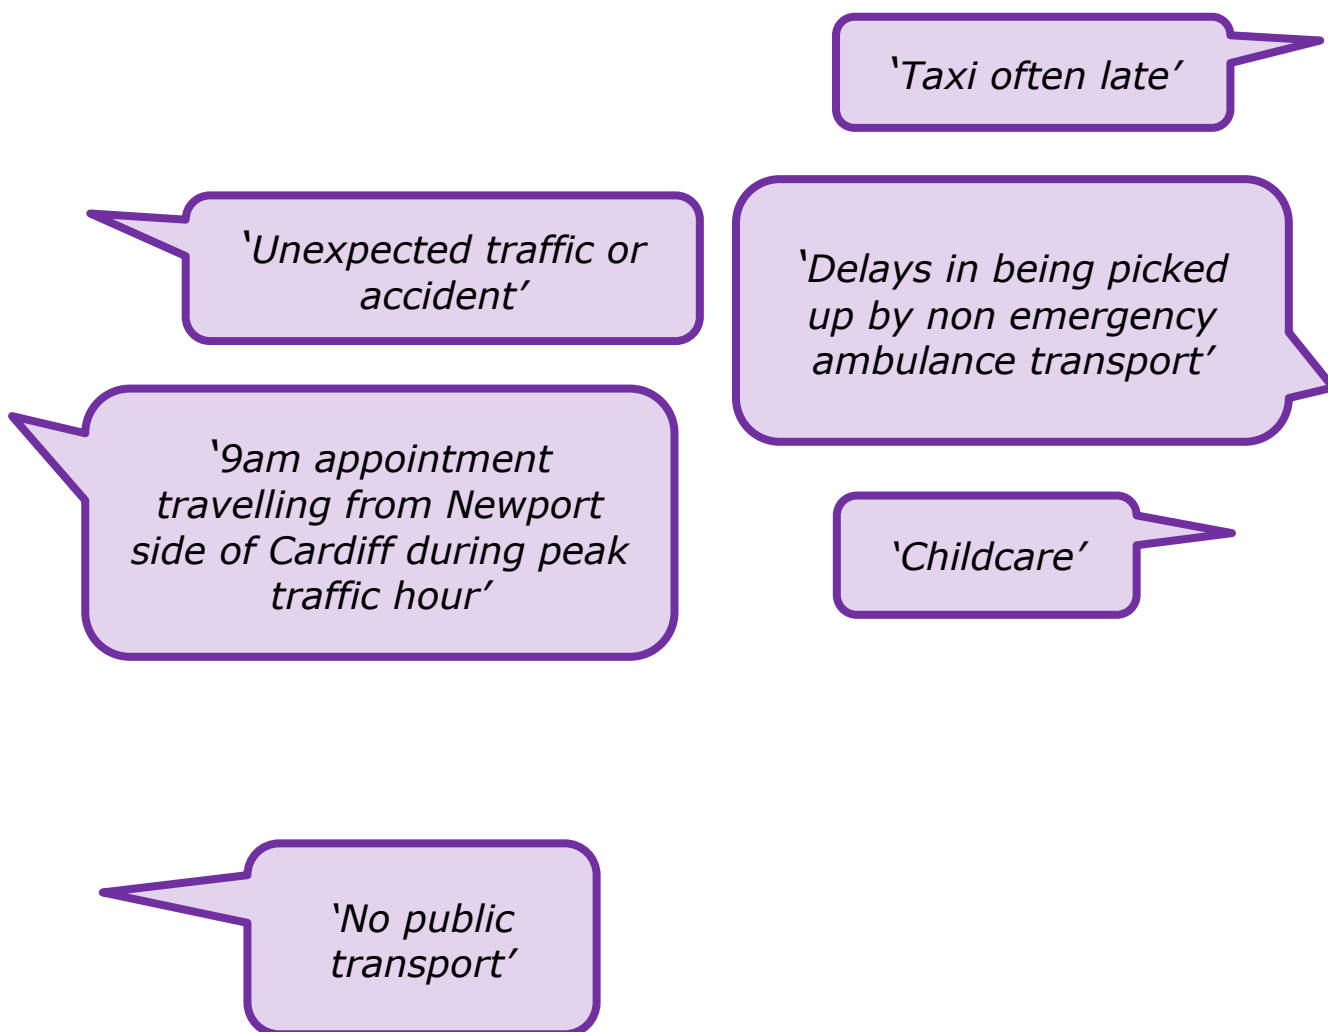 ‘Taxi often late’
‘Unexpected traffic or
accident’
‘Delays in being picked
up by non emergency
ambulance transport’
‘9am appointment
travelling from Newport
side of Cardiff during peak
traffic hour’
‘Childcare’
‘No public
transport’